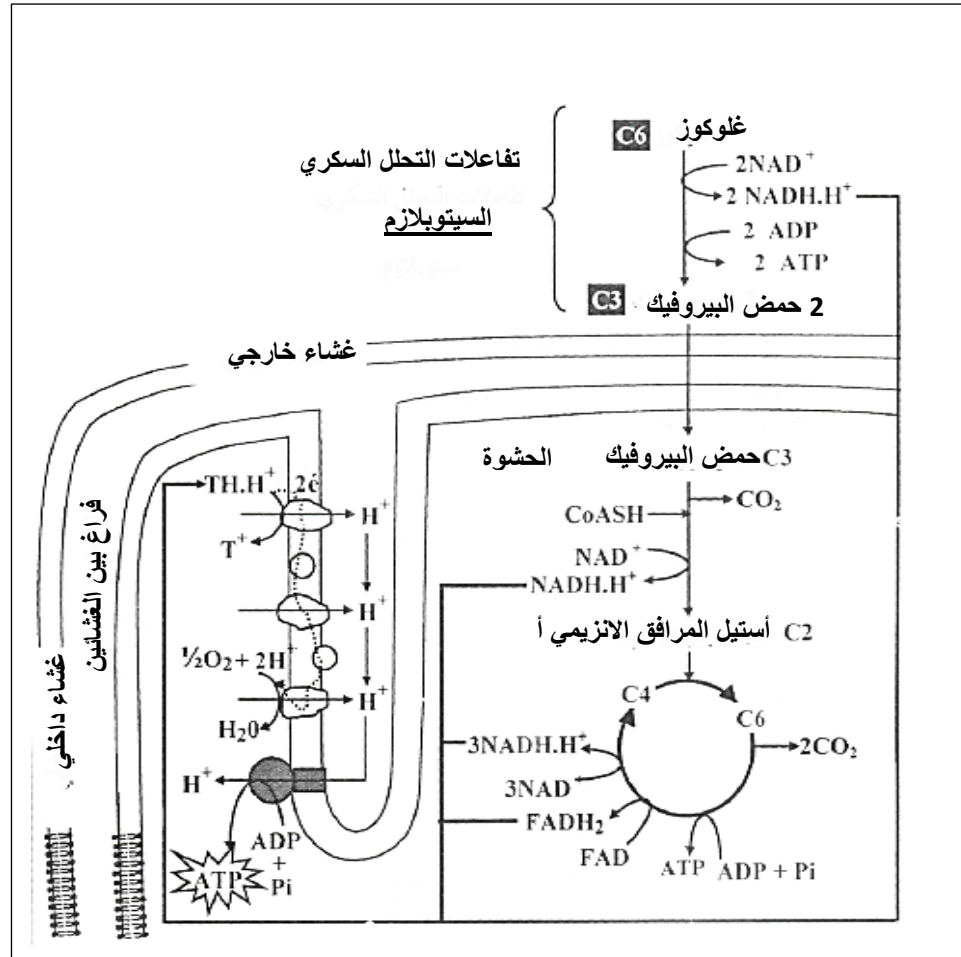 غلوكوز C6
2NAD+
2 NADH.H+
2 ADP
2 ATP
2 حمض البيروفيك C3
تفاعلات التحلل السكري
السيتوبلازم
غشاء خارجي
فراغ بين الغشائين
غشاء داخلي
الحشوة
حمض البيروفيك C3
CO2
CoASH
NAD+
NADH.H+
أستيل المرافق الانزيمي أ C2
C4
C6
2CO2
3NADH.H+
3NAD
FADH2
FAD
ATP
ADP + Pi
TH.H+
2é
H+
T+
H+
½O2 + 2H+
H20
H+
H+
ADP
+
Pi
ATP